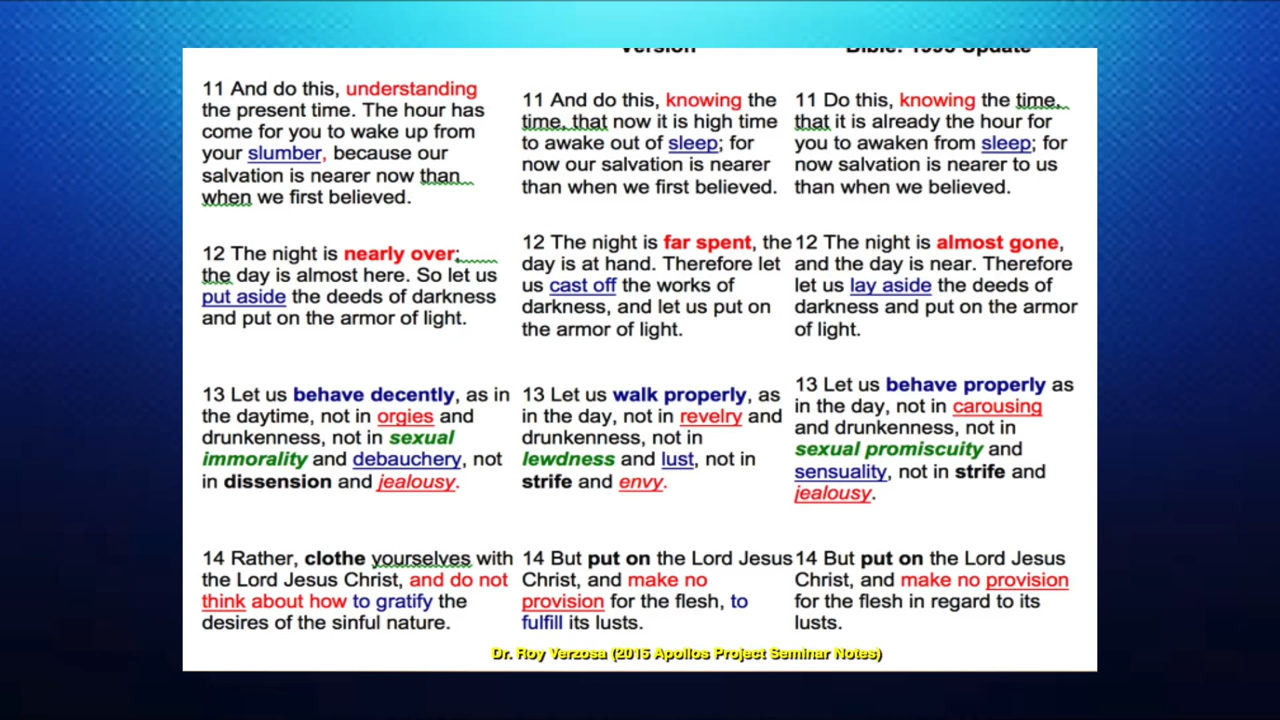 Version
Bible: 1995 Update
11 And do this, understanding
the present time. The hour has
come for you to wake up from
your slumber, because our
salvation is nearer now than
when we first believed.
12 The night is nearly over;
the day is almost here. So let us
put aside the deeds of darkness
and put on the armor of light.
13 Let us behave decently, as in
the daytime, not in orgies and
drunkenness, not in sexual
immorality and debauchery, not
in dissension and jealousy.
14 Rather, clothe yourselves with
the Lord Jesus Christ, and do not
think about how to gratify the
desires of the sinful nature.
11 And do this, knowing the
time, that now it is high time
to awake out of sleep; for
now our salvation is nearer
than when we first believed.
12 The night is far spent, the
day is at hand. Therefore let
us cast off the works of
darkness, and let us put on
the armor of light.
13 Let us walk properly, as
in the day, not in revelry and
drunkenness, not in
lewdness and lust, not in
strife and envy.
14 But put on the Lord Jesus
Christ, and make no
provision for the flesh, to
fulfill its lusts.
11 Do this, knowing the time,
that it is already the hour for
you to awaken from sleep; for
now salvation is nearer to us
than when we believed.
12 The night is almost gone,
and the day is near. Therefore
let us lay aside the deeds of
darkness and put on the armor
of light.
13 Let us behave properly as
in the day, not in carousing
and drunkenness, not in
sexual promiscuity and
sensuality, not in strife and
jealousy.
14 But put on the Lord Jesus
Christ, and make no provision
for the flesh in regard to its
lusts.
Dr. Roy Verzosa (2015 Apollos Project Seminar Notes)